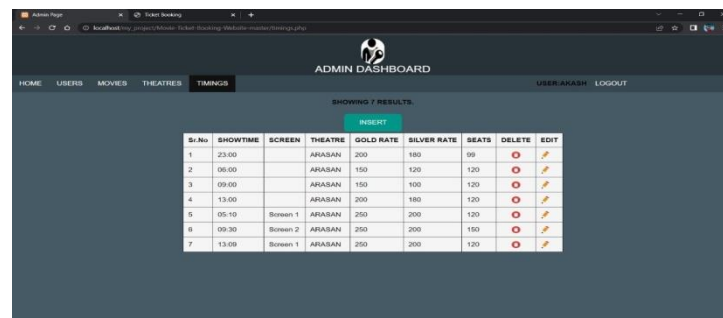 Admin Page Ticket Booking
localhost/my_project/Movie-Ticket-Booking-Website-master/timings.php
ADMIN DASHBOARD
HOME USERS MOVIES THEATRES TIMINGS USER:AKASH LOGOUT
SHOWING 7 RESULTS.
INSERT
Sr.No SHOWTIME SCREEN THEATRE GOLD RATE SILVER RATE SEATS DELETE EDIT
1 23:00 ARASAN 200 180 99
2 06:00 ARASAN 150 120 120
3 09:00 ARASAN 150 100 120
4 13:00 ARASAN 200 180 120
5 05:10 Screen 1 ARASAN 250 200 120
6 09:30 Screen 2 ARASAN 250 200 150
7 13:09 Screen 1 ARASAN 250 200 120